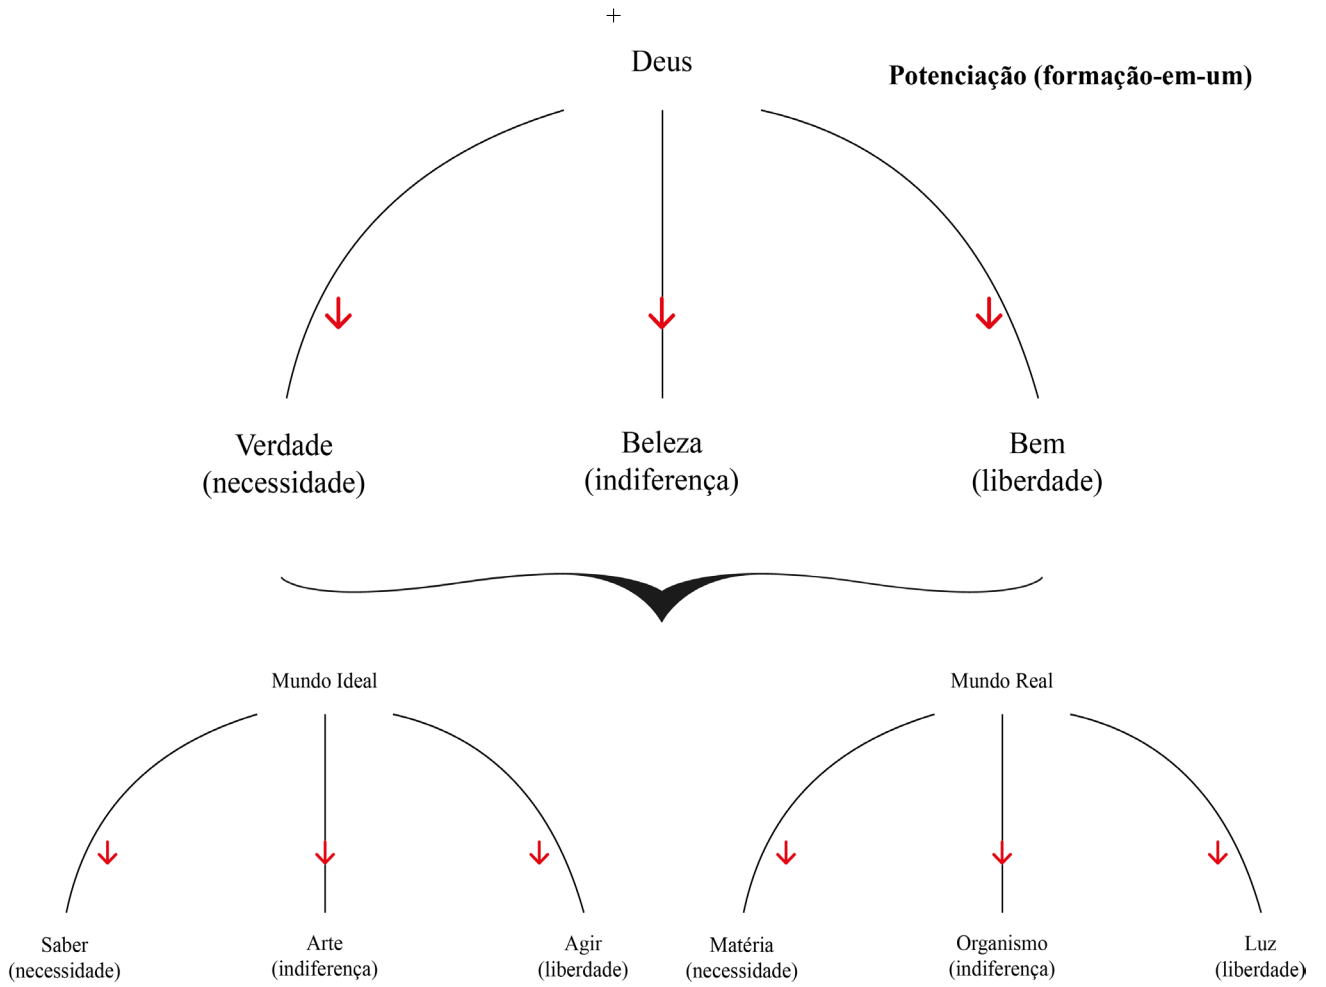 Deus
Potenciação (formação-em-um)
Verdade
(necessidade)
Beleza
(indiferença)
Bem
(liberdade)
Mundo Ideal
Mundo Real
Saber
(necessidade)
Arte
(indiferença)
Agir
(liberdade)
Matéria
(necessidade)
Organismo
(indiferença)
Luz
(liberdade)